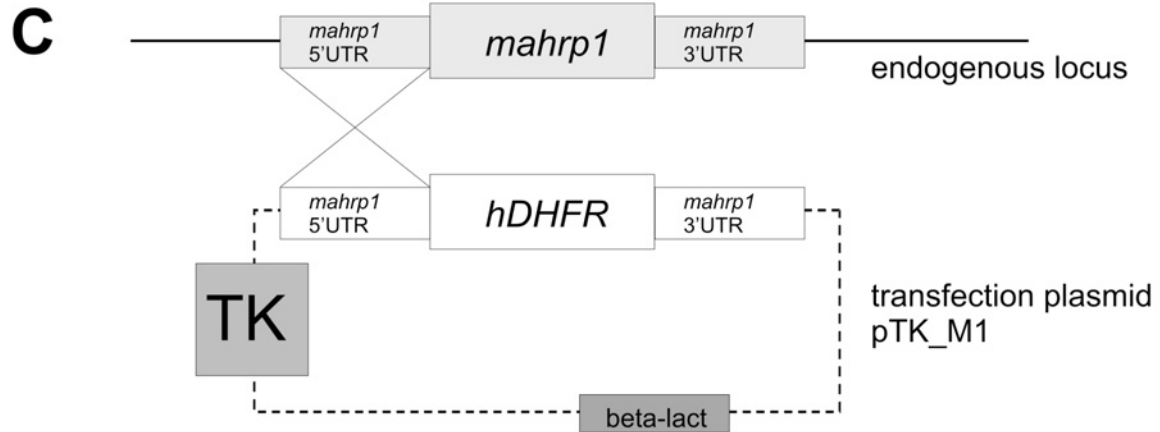 C
mahrp1
5'UTR
mahrp1
mahrp1
3'UTR
endogenous locus
mahrp1
5'UTR
hDHFR
mahrp1
3'UTR
TK
transfection plasmid
pTK_M1
beta-lact